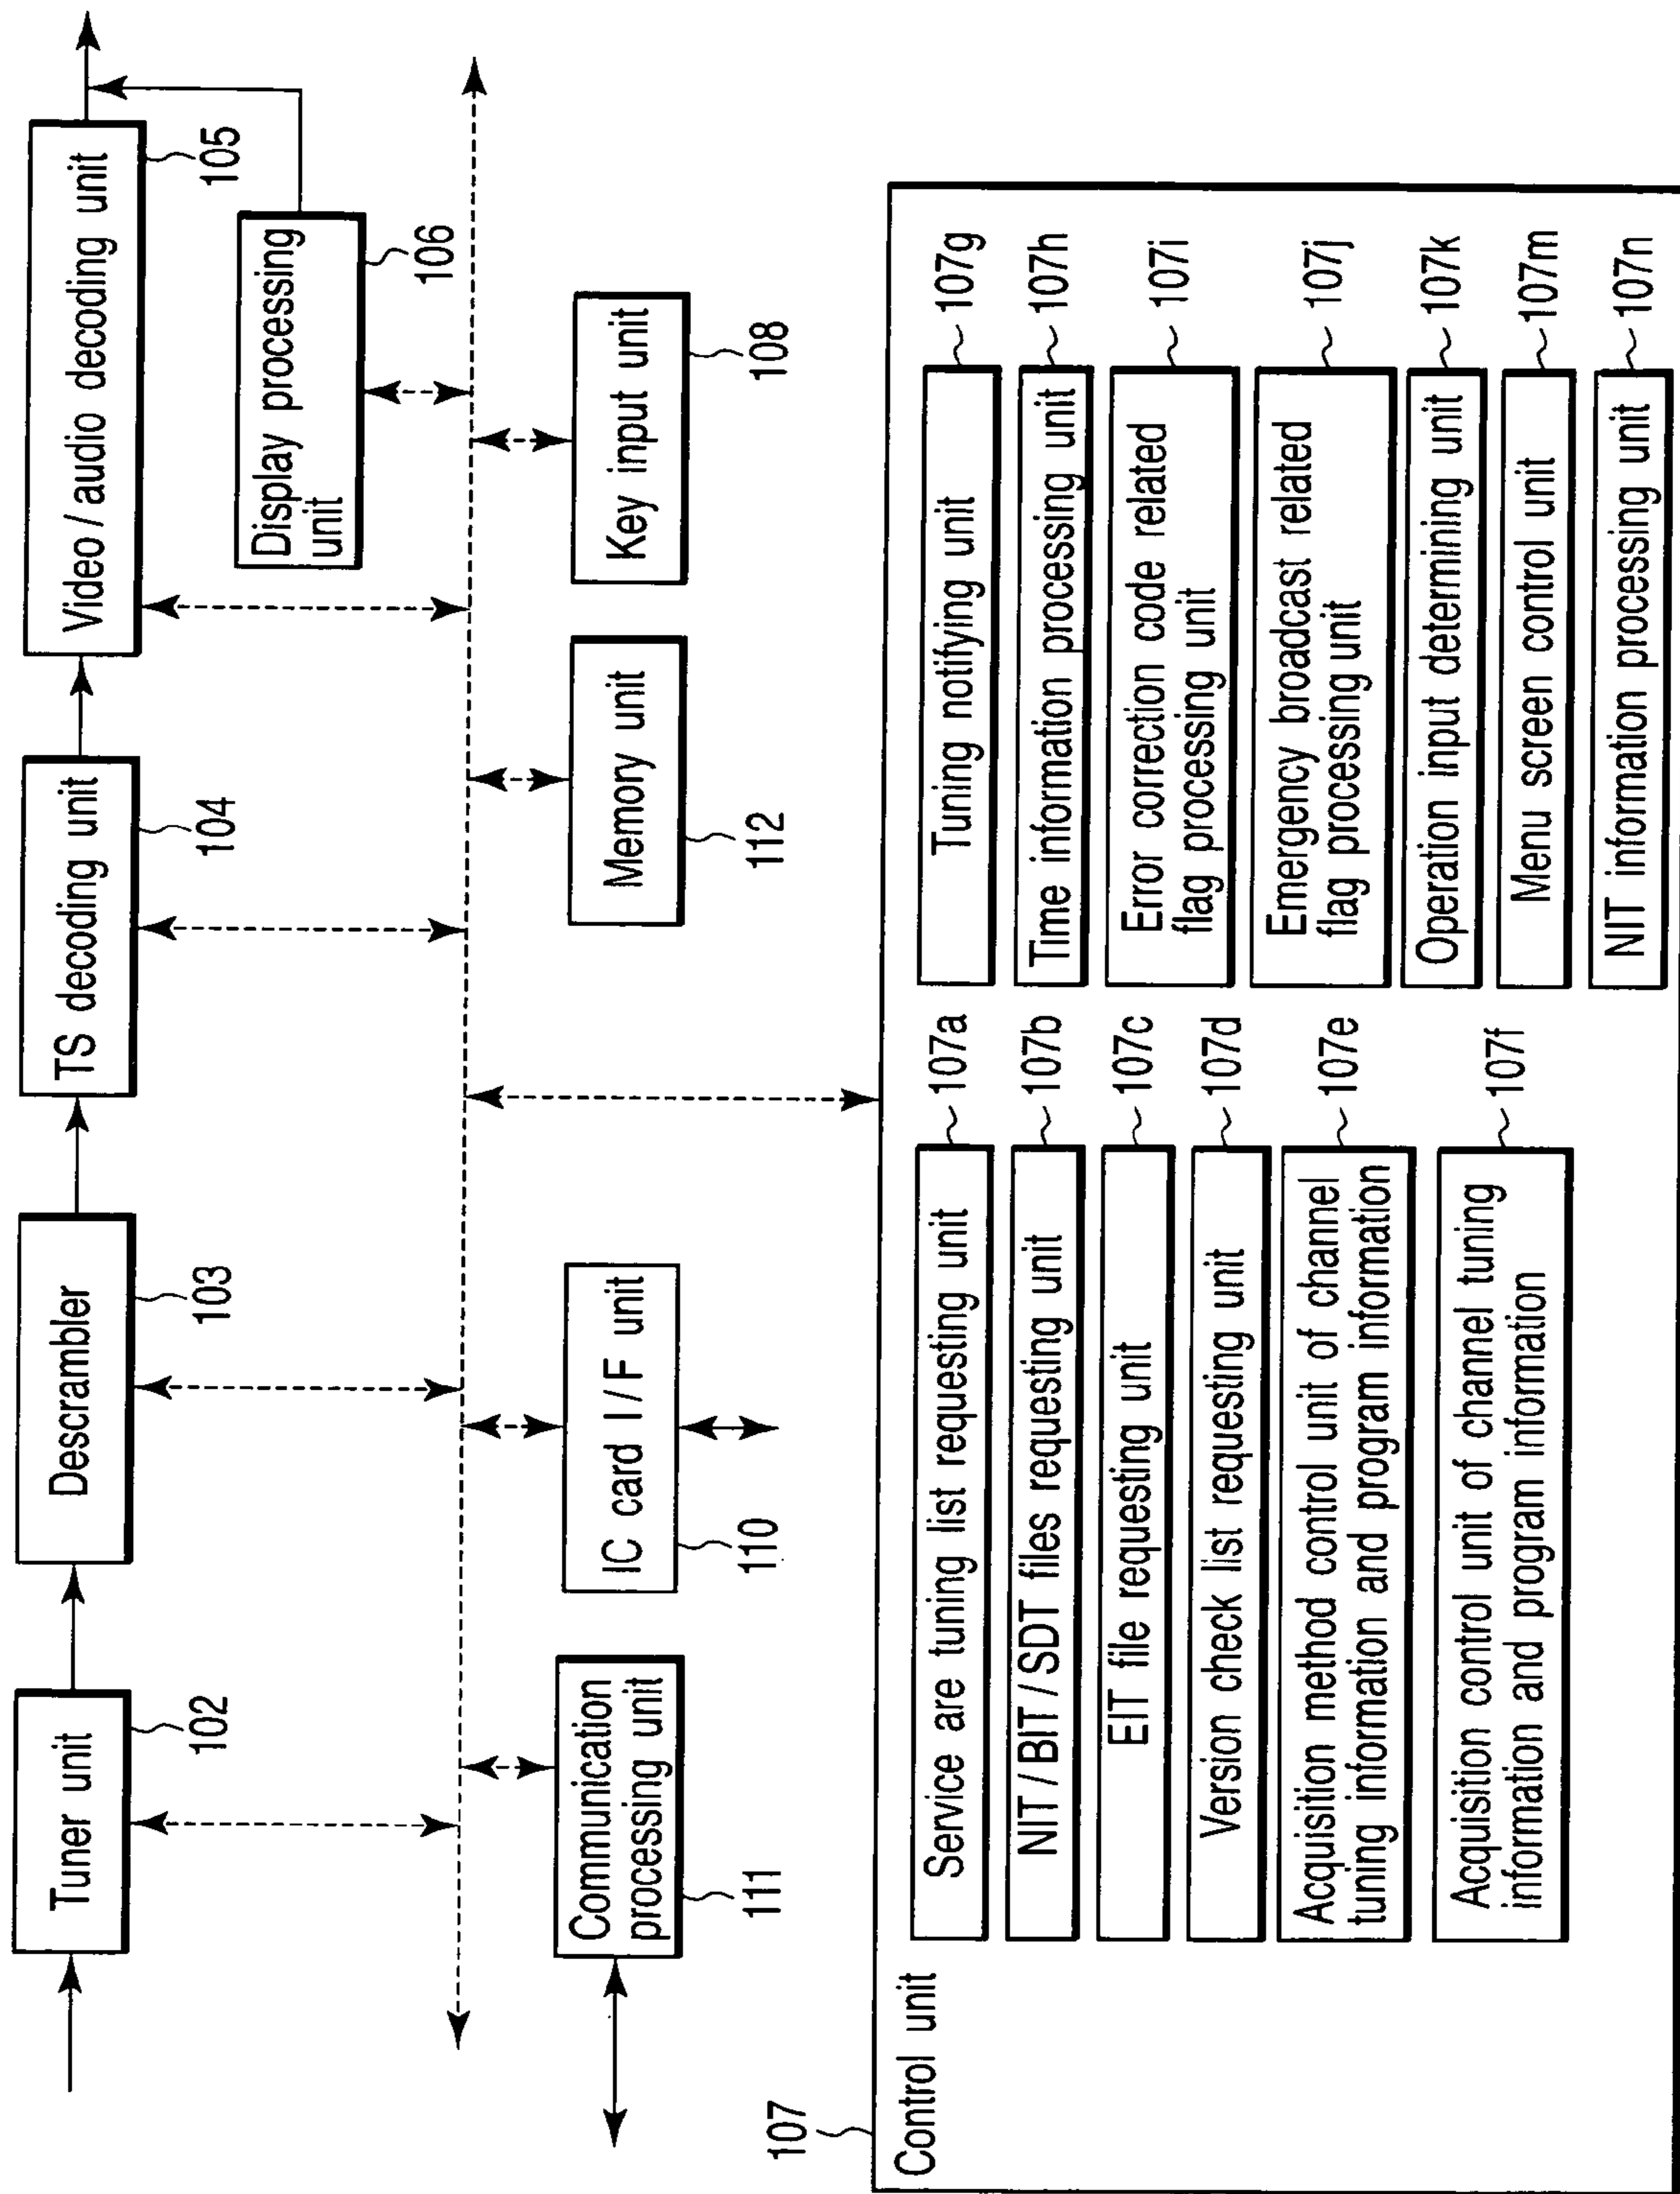 Tuner unit
102
Descrambler
103
TS decoding unit
104
Video / audio decoding unit
105
Display processing
unit
106
Communication
processing unit
111
IC card I / F unit
110
Memory unit
112
Key input unit
108
107
Control unit
Service are tuning list requesting unit
107a
NIT / BIT / SDT files requesting unit
107b
EIT file requesting unit
107c
Version check list requesting unit
107d
Acquisition method control unit of channel
tuning information and program information
107e
Acquisition control unit of channel tuning
information and program information
107f
Tuning notifying unit
107g
Time information processing unit
107h
Error correction code related
flag processing unit
107i
Emergency broadcast related
flag processing unit
107j
Operation input determining unit
107k
Menu screen control unit
107m
NIT information processing unit
107n